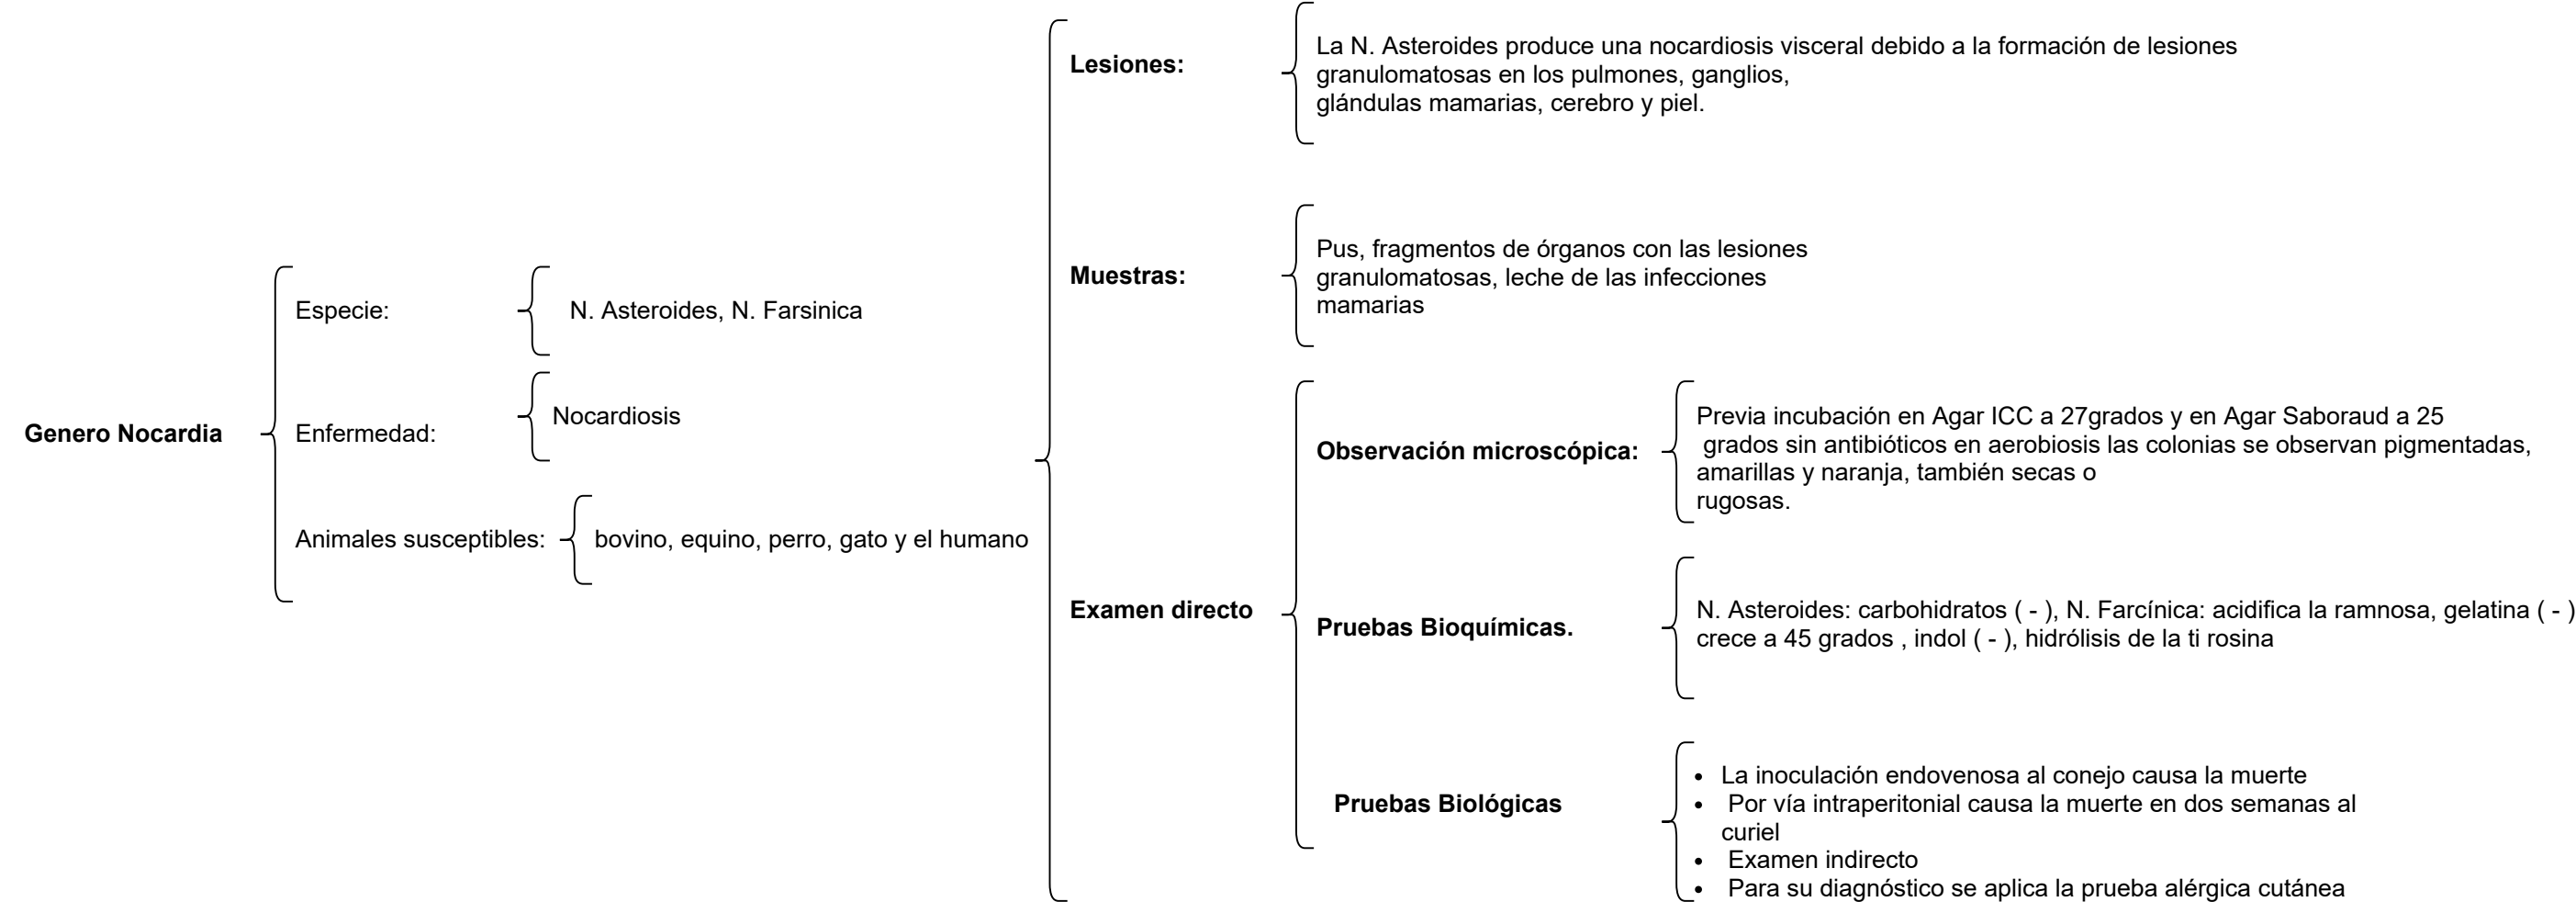 Genero Nocardia
Especie:
N. Asteroides, N. Farsinica
Enfermedad:
Nocardiosis
Animales susceptibles:
bovino, equino, perro, gato y el humano
Lesiones:
La N. Asteroides produce una nocardiosis visceral debido a la formación de lesiones
granulomatosas en los pulmones, ganglios,
glándulas mamarias, cerebro y piel.
Muestras:
Pus, fragmentos de órganos con las lesiones
granulomatosas, leche de las infecciones
mamarias
Examen directo
Observación microscópica:
Previa incubación en Agar ICC a 27grados y en Agar Saboraud a 25
grados sin antibióticos en aerobiosis las colonias se observan pigmentadas,
amarillas y naranja, también secas o
rugosas.
Pruebas Bioquímicas.
N. Asteroides: carbohidratos ( - ), N. Farcínica: acidifica la ramnosa, gelatina ( - )
crece a 45 grados , indol ( - ), hidrólisis de la ti rosina
Pruebas Biológicas
• La inoculación endovenosa al conejo causa la muerte
• Por vía intraperitonial causa la muerte en dos semanas al
curiel
• Examen indirecto
• Para su diagnóstico se aplica la prueba alérgica cutánea